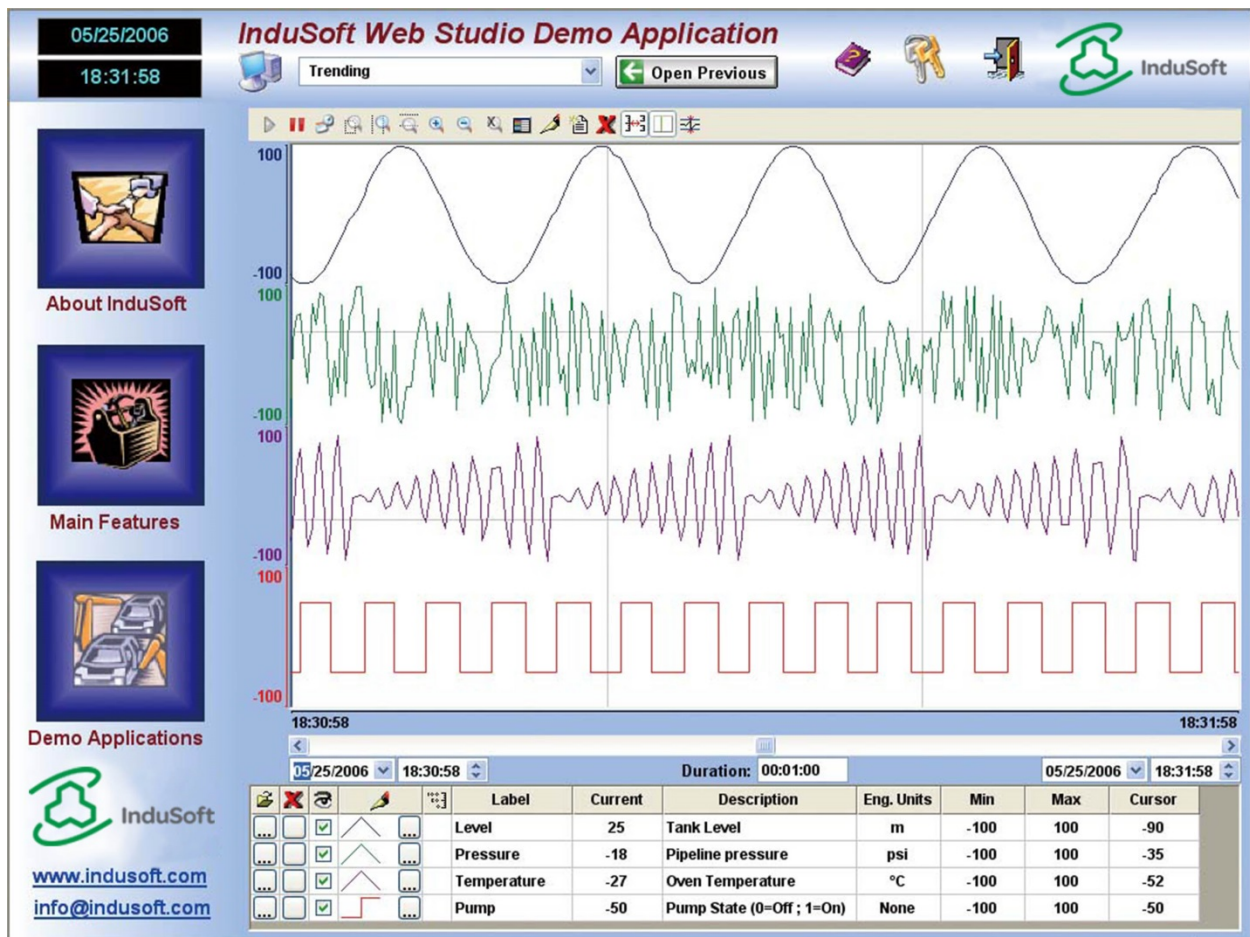 05/25/2006
18:31:58
InduSoft Web Studio Demo Application
Trending
Open Previous
InduSoft
About InduSoft
Main Features
Demo Applications
InduSoft
www.indusoft.com
info@indusoft.com
100
-100
100
-100
100
-100
100
-100
18:30:58 18:31:58
05/25/2006 18:30:58 Duration: 00:01:00 05/25/2006 18:31:58
Label Current Description Eng. Units Min Max Cursor
... ... Level 25 Tank Level m -100 100 -90
... ... Pressure -18 Pipeline pressure psi -100 100 -35
... ... Temperature -27 Oven Temperature °C -100 100 -52
... ... Pump -50 Pump State (0=Off ; 1=On) None -100 100 -50